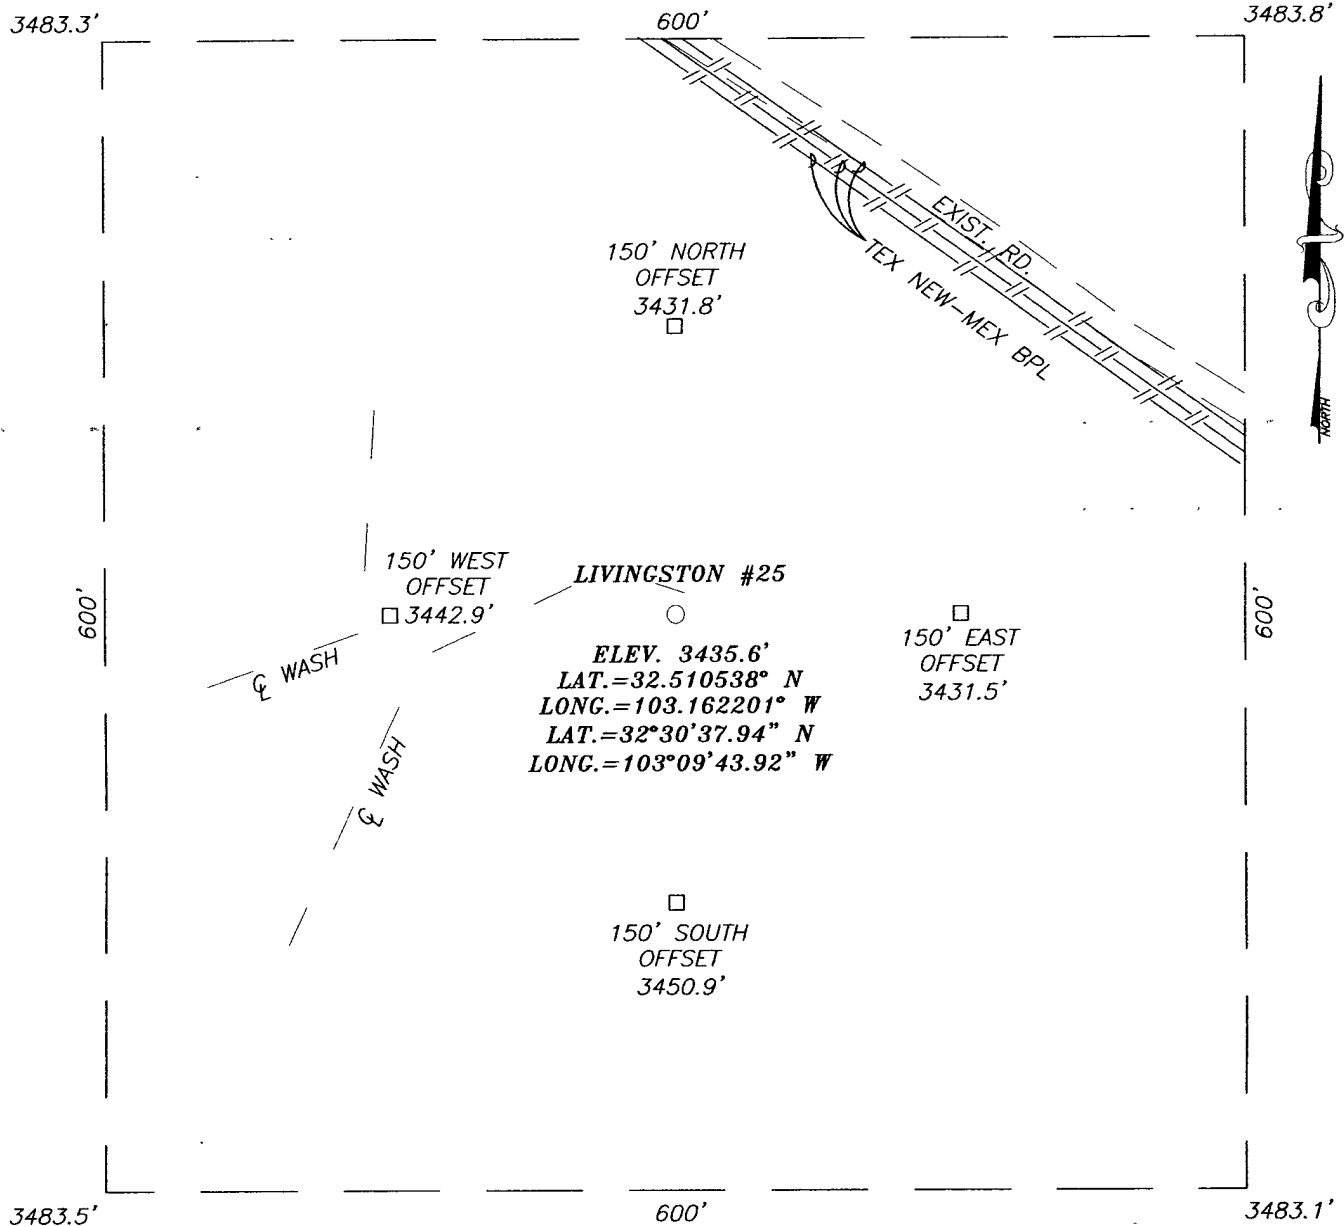 3483.3'
600'
3483.8'
NORTH
EXIST. RD.
TEX NEW-MEX BPL
150' NORTH
OFFSET
3431.8'
150' WEST
OFFSET
3442.9'
LIVINGSTON #25
600'
600'
ELEV. 3435.6'
LAT.=32.510538° N
LONG.=103.162201° W
LAT.=32°30'37.94" N
LONG.=103°09'43.92" W
150' EAST
OFFSET
3431.5'
℄ WASH
℄ WASH
150' SOUTH
OFFSET
3450.9'
3483.5'
600'
3483.1'